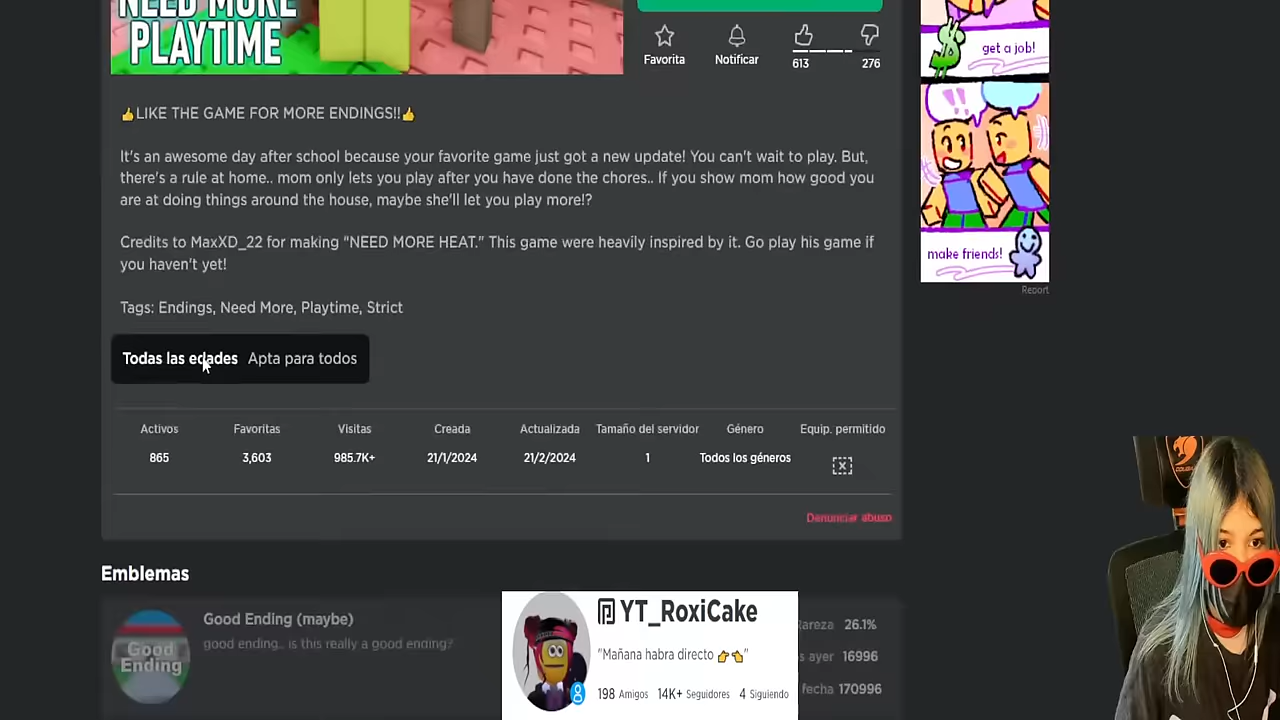 NEED MORE
PLAYTIME
Favorita
Notificar
613
276
get a job!
👍LIKE THE GAME FOR MORE ENDINGS!!👍
It's an awesome day after school because your favorite game just got a new update! You can't wait to play. But,
there's a rule at home.. mom only lets you play after you have done the chores.. If you show mom how good you
are at doing things around the house, maybe she'll let you play more!?
Credits to MaxXD_22 for making "NEED MORE HEAT." This game were heavily inspired by it. Go play his game if
you haven't yet!
make friends!
Report
Tags: Endings, Need More, Playtime, Strict
Todas las edades Apta para todos
Activos Favoritas Visitas Creada Actualizada Tamaño del servidor Género Equip. permitido
865 3,603 985.7K+ 21/1/2024 21/2/2024 1 Todos los géneros
Denunciar abuso
Emblemas
Good Ending (maybe)
good ending.. is this really a good ending?
Good
Ending
YT_RoxiCake
"Mañana habra directo 👉👈"
198 Amigos 14K+ Seguidores 4 Siguiendo
26.1%
ayer 16996
fecha 170996